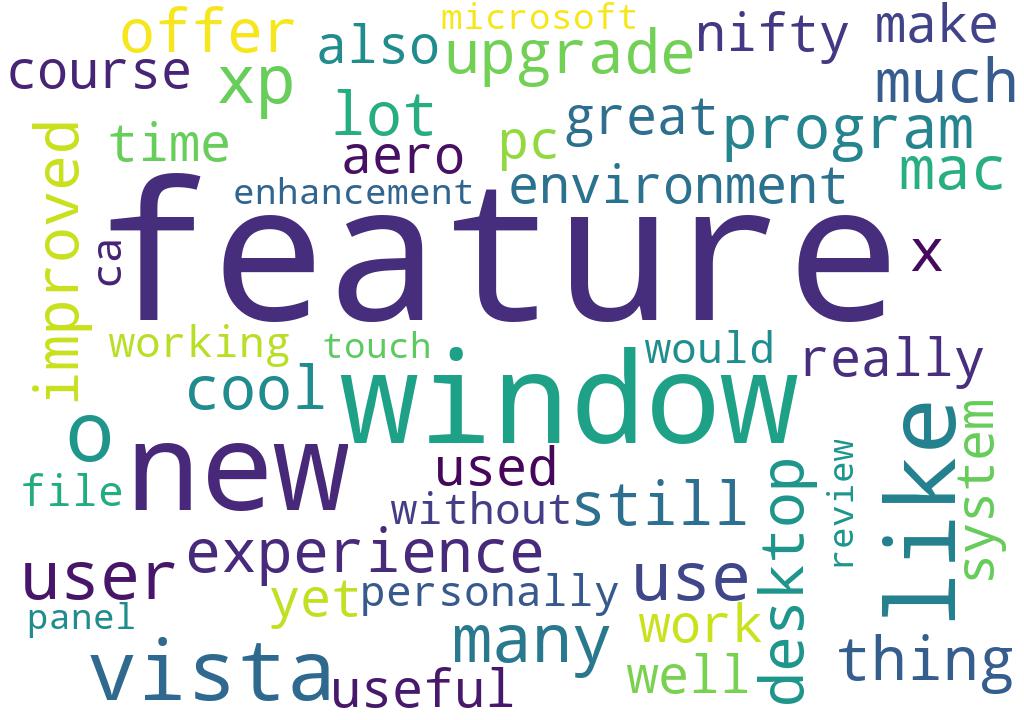 offer
microsoft
also
upgrade
nifty
make
course
xp
much
lot
great
program
time
aero
pc
mac
enhancement
environment
improved
ca
feature
x
working
touch
would
really
cool
window
like
system
o
new
used
review
desktop
file
without
still
experience
user
yet
personally
use
panel
many
work
thing
vista
useful
well